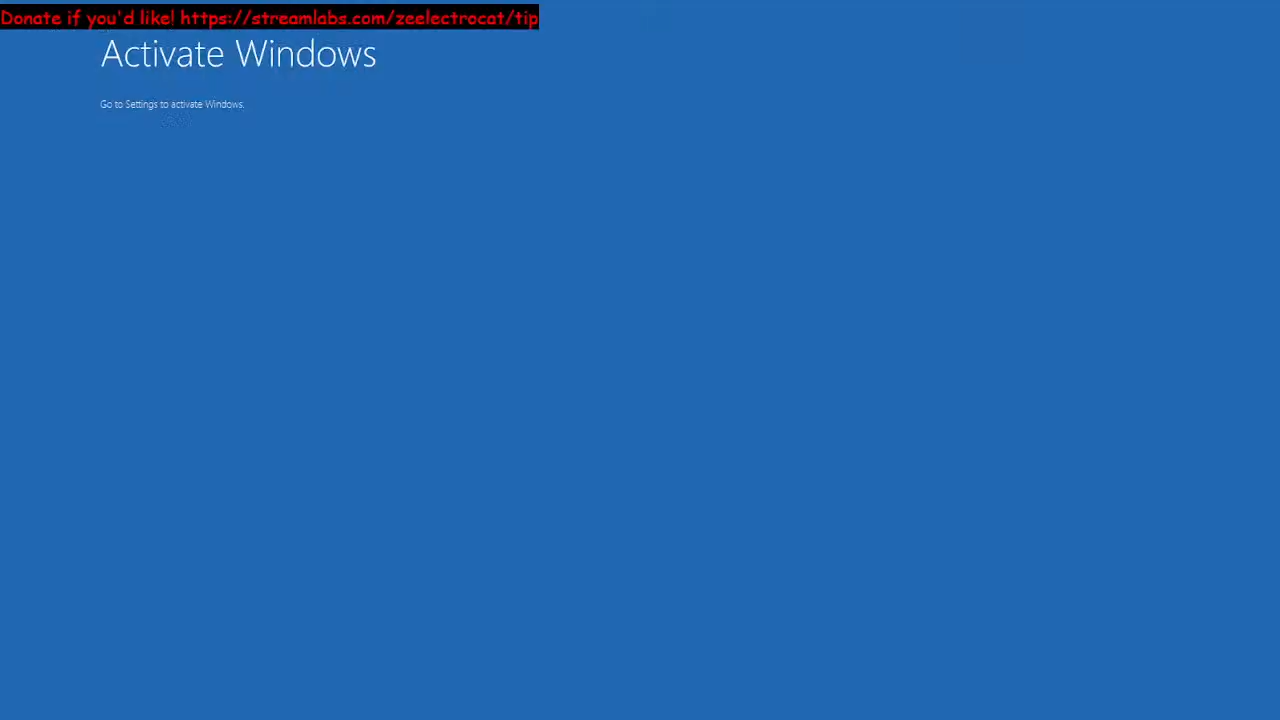 Donate if you'd like! https://streamlabs.com/zeelectrocat/tip
Activate Windows
Go to Settings to activate Windows.